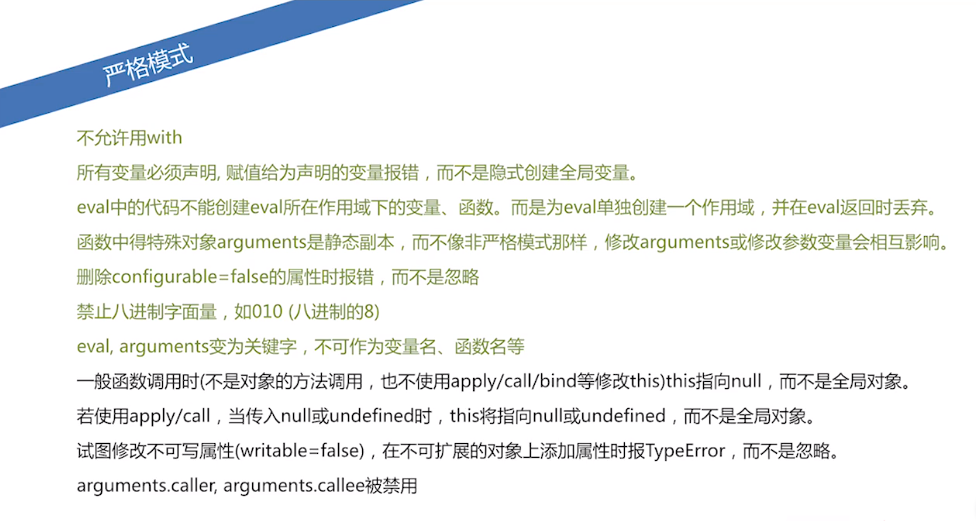 严格模式
不允许用with
所有变量必须声明, 赋值给为声明的变量报错，而不是隐式创建全局变量。
eval中的代码不能创建eval所在作用域下的变量、函数。而是为eval单独创建一个作用域，并在eval返回时丢弃。
函数中得特殊对象arguments是静态副本，而不像非严格模式那样，修改arguments或修改参数变量会相互影响。
删除configurable=false的属性时报错，而不是忽略
禁止八进制字面量，如010 (八进制的8)
eval, arguments变为关键字，不可作为变量名、函数名等
一般函数调用时(不是对象的方法调用，也不使用apply/call/bind等修改this)this指向null，而不是全局对象。
若使用apply/call，当传入null或undefined时，this将指向null或undefined，而不是全局对象。
试图修改不可写属性(writable=false)，在不可扩展的对象上添加属性时报TypeError，而不是忽略。
arguments.caller, arguments.callee被禁用